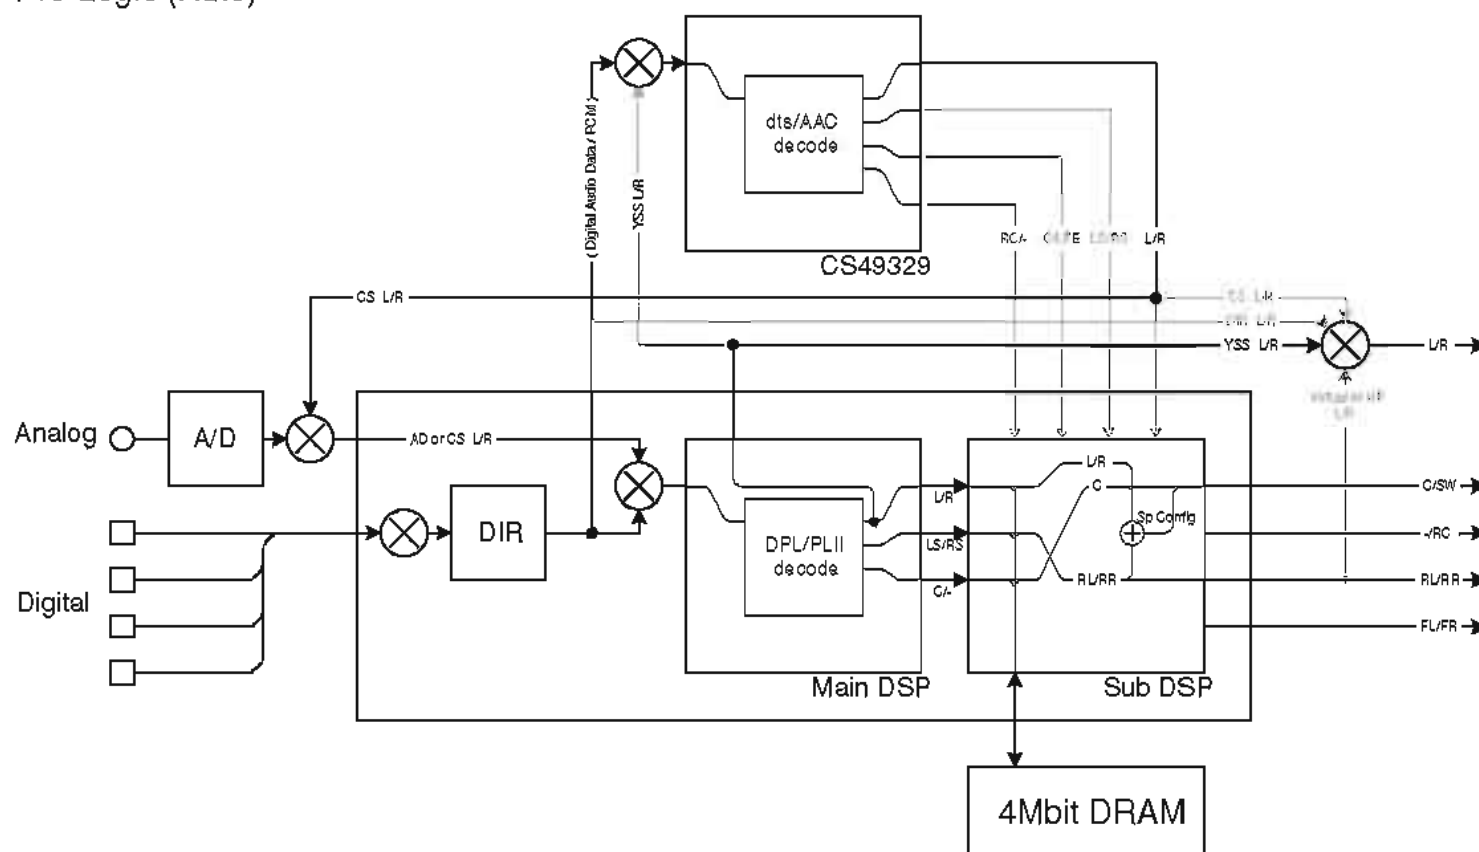 dts/AAC
decode
CS49329
( Digital Audio Data / PCM )
YSS L/R
L/R
CS L/R
YSS L/R
L/R
Analog
A/D
AD or CS L/R
Digital
DIR
DPL/PLII
decode
Main DSP
L/R
LS/RS
C/-
L/R
C
Sp Config
RL/RR
Sub DSP
C/SW
-/RC
RL/RR
FL/FR
4Mbit DRAM